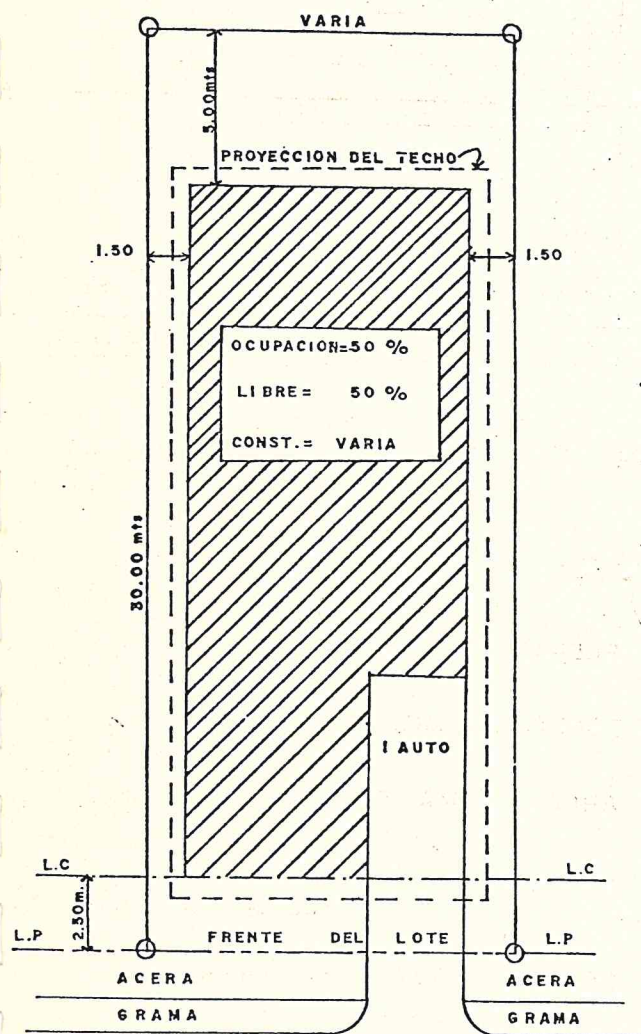 VARIA
5.00mts
PROYECCION DEL TECHO
1.50
1.50
OCUPACION=50 %
LIBRE= 50 %
CONST.= VARIA
30.00 mts
1 AUTO
L.C
L.C
2.50m.
L.P
FRENTE DEL LOTE
L.P
ACERA
ACERA
GRAMA
GRAMA